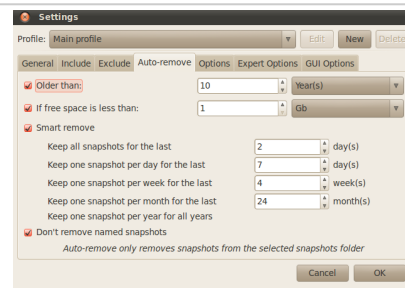 Settings
Profile: Main profile Edit New Delete
General Include Exclude Auto-remove Options Expert Options GUI Options
Older than: 10 Year(s)
If free space is less than: 1 Gb
Smart remove
Keep all snapshots for the last 2 day(s)
Keep one snapshot per day for the last 7 day(s)
Keep one snapshot per week for the last 4 week(s)
Keep one snapshot per month for the last 24 month(s)
Keep one snapshot per year for all years
Don't remove named snapshots
Auto-remove only removes snapshots from the selected snapshots folder
Cancel OK